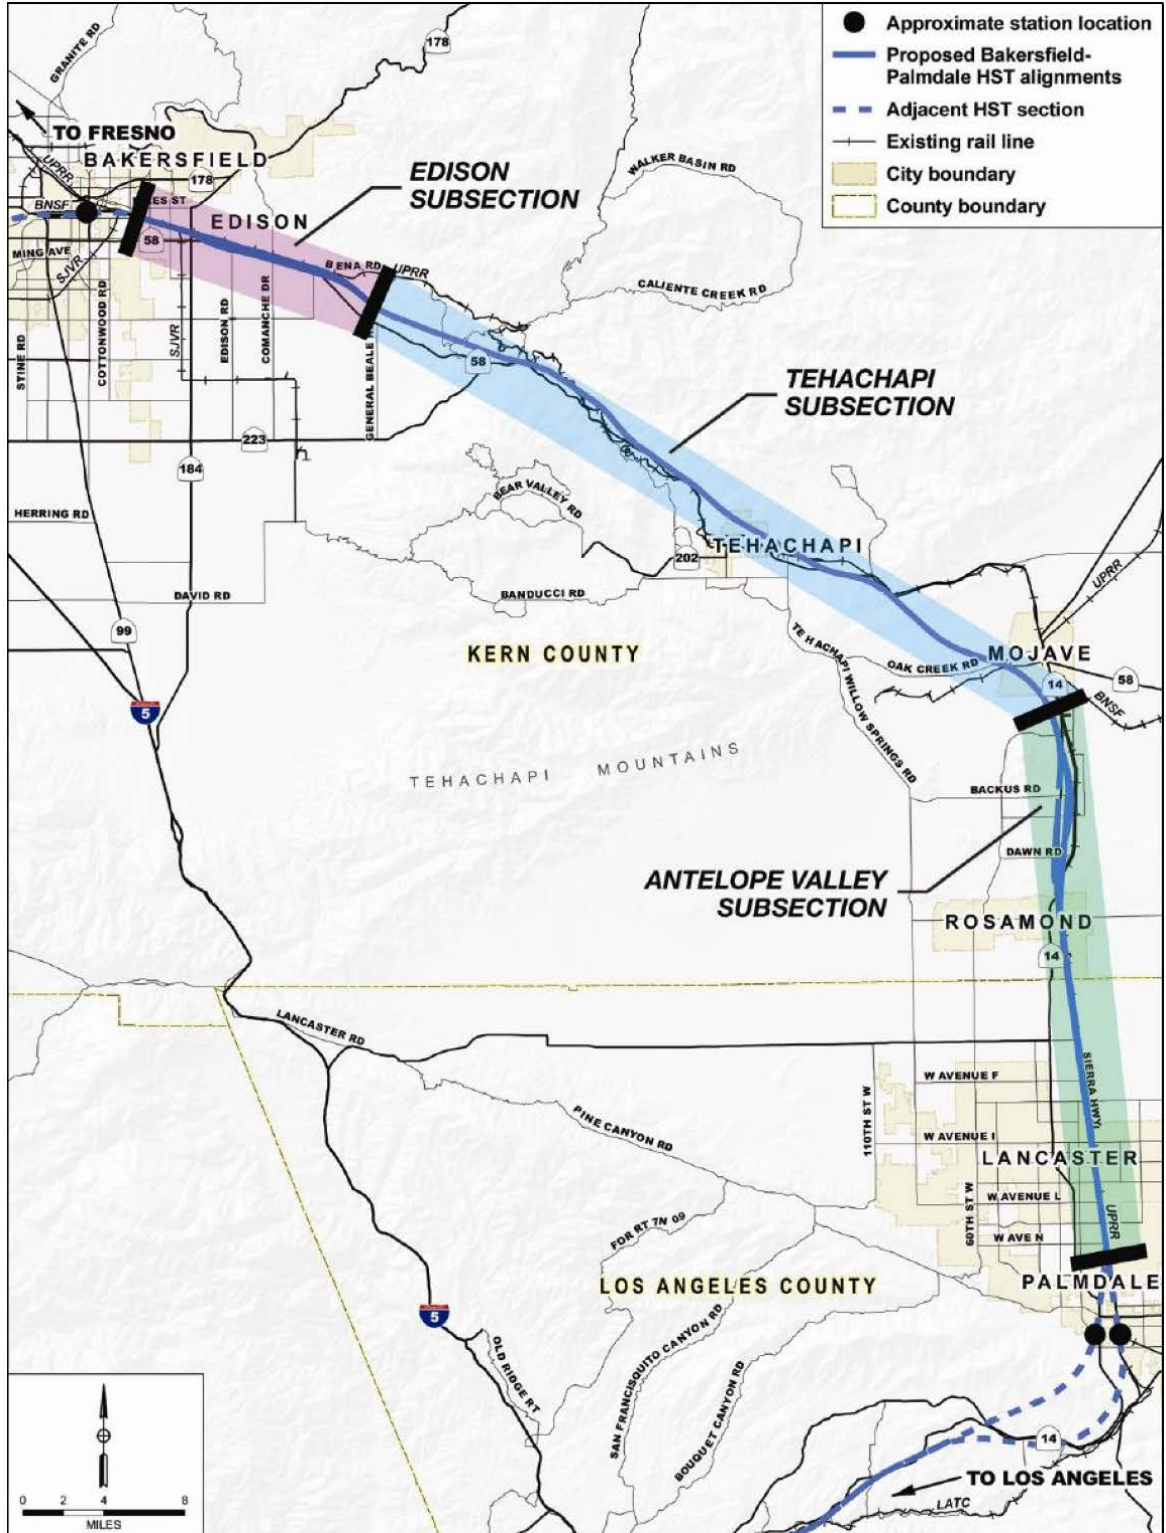 Approximate station location
Proposed Bakersfield-
Palmdale HST alignments
Adjacent HST section
Existing rail line
City boundary
County boundary
GRANITE RD
178
TO FRESNO
BAKERSFIELD
UPRR
178
BNSF
58
MING AVE
SJVR
EDISON
EDISON
SUBSECTION
WALKER BASIN RD
BENA RD
UPRR
CALIENTE CREEK RD
STINE RD
COTTONWOOD RD
SJVR
EDISON RD
COMANCHE DR
GENERAL BEALE
58
TEHACHAPI
SUBSECTION
223
184
BEAR VALLEY RD
HERRING RD
TEHACHAPI
202
UPRR
DAVID RD
BANDUCCI RD
99
KERN COUNTY
TEHACHAPI WILLOW SPRINGS RD
OAK CREEK RD
MOJAVE
58
14
BNSF
5
TEHACHAPI MOUNTAINS
BACKUS RD
DAWN RD
ANTELOPE VALLEY
SUBSECTION
ROSAMOND
14
LANCASTER RD
SIERRA HWY
W AVENUE F
110TH ST W
PINE CANYON RD
W AVENUE I
LANCASTER
60TH ST W
W AVENUE L
UPRR
FOR RT 7N 09
W AVE N
LOS ANGELES COUNTY
PALMDALE
5
OLD RIDGE RT
SAN FRANCISQUITO CANYON RD
BOUQUET CANYON RD
14
TO LOS ANGELES
LATC
0 2 4 8
MILES